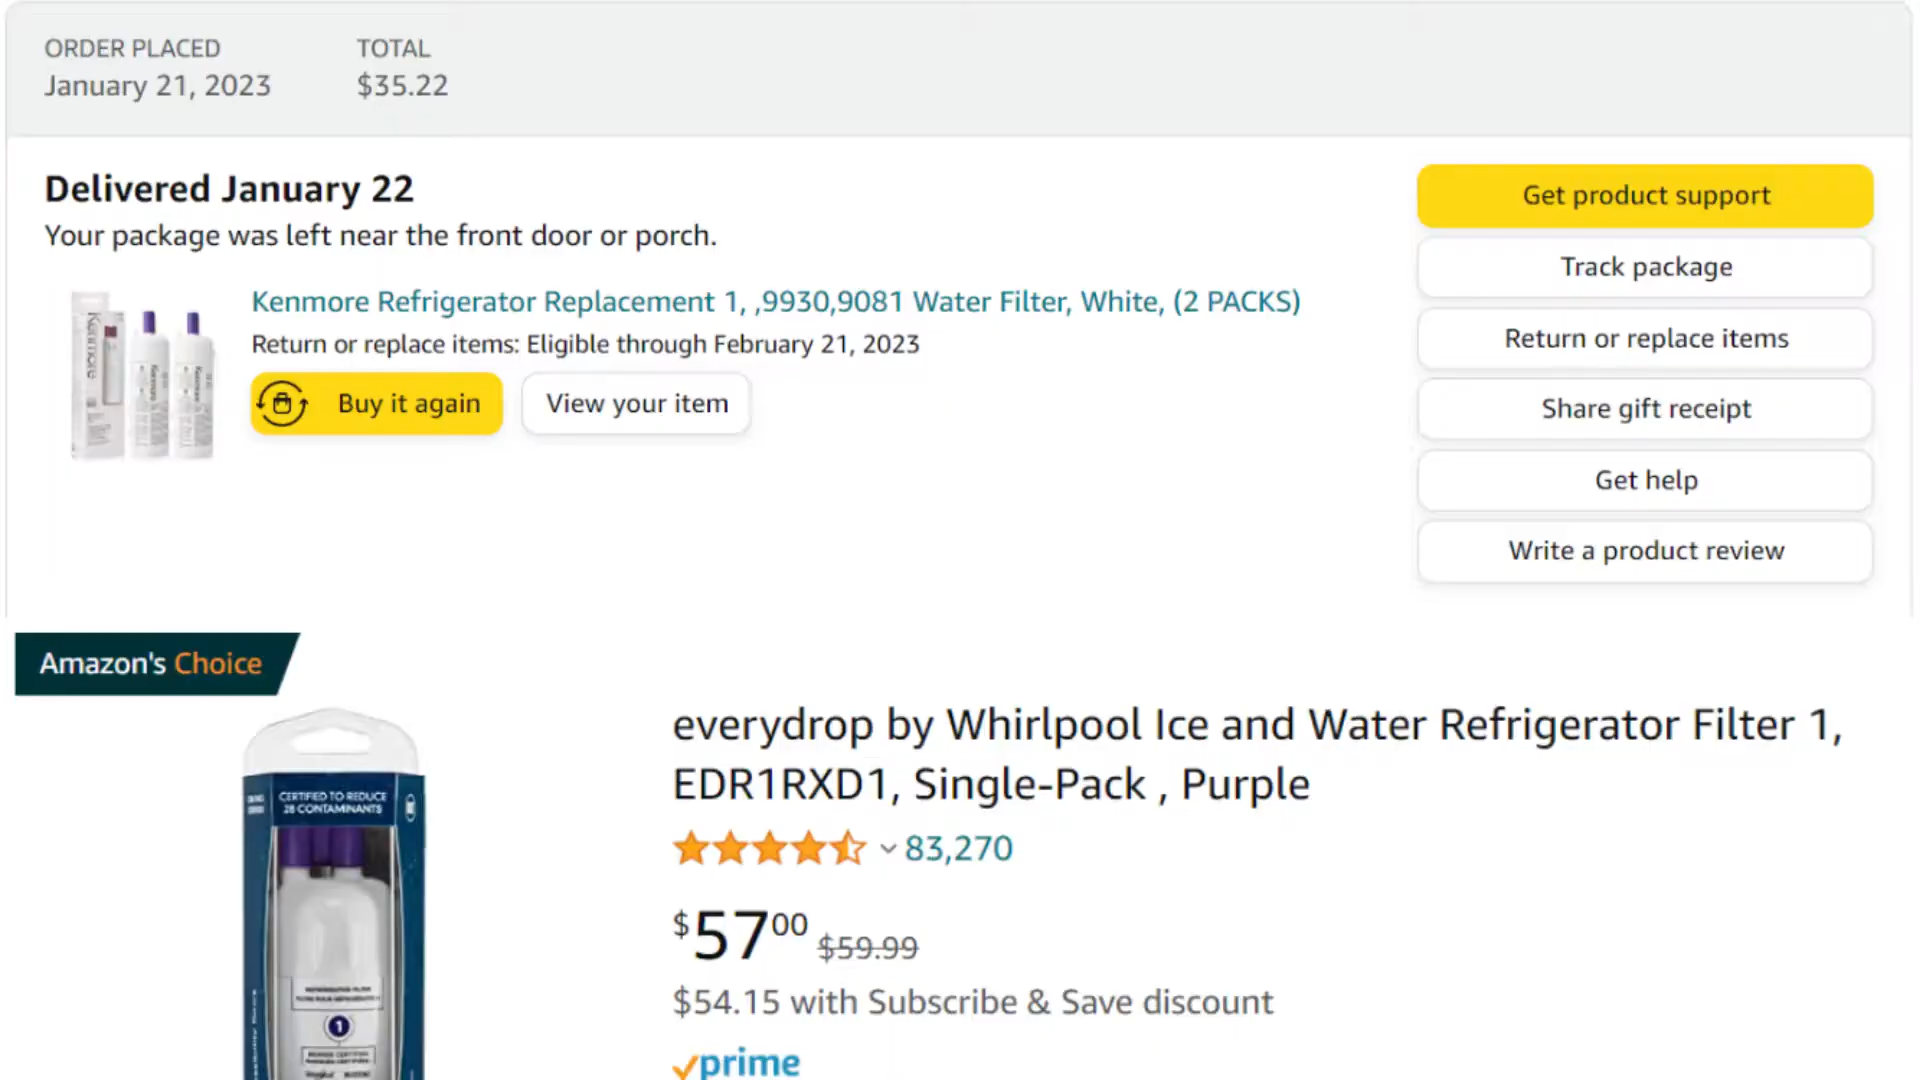 ORDER PLACED
January 21, 2023
TOTAL
$35.22
Delivered January 22
Your package was left near the front door or porch.
Kenmore Refrigerator Replacement 1, ,9930,9081 Water Filter, White, (2 PACKS)
Return or replace items: Eligible through February 21, 2023
Buy it again
View your item
Get product support
Track package
Return or replace items
Share gift receipt
Get help
Write a product review
Kenmore
Kenmore
Kenmore
Amazon's Choice
everydrop by Whirlpool Ice and Water Refrigerator Filter 1,
EDR1RXD1, Single-Pack , Purple
83,270
$5700 $59.99
$54.15 with Subscribe & Save discount
prime
CERTIFIED TO REDUCE
28 CONTAMINANTS
1